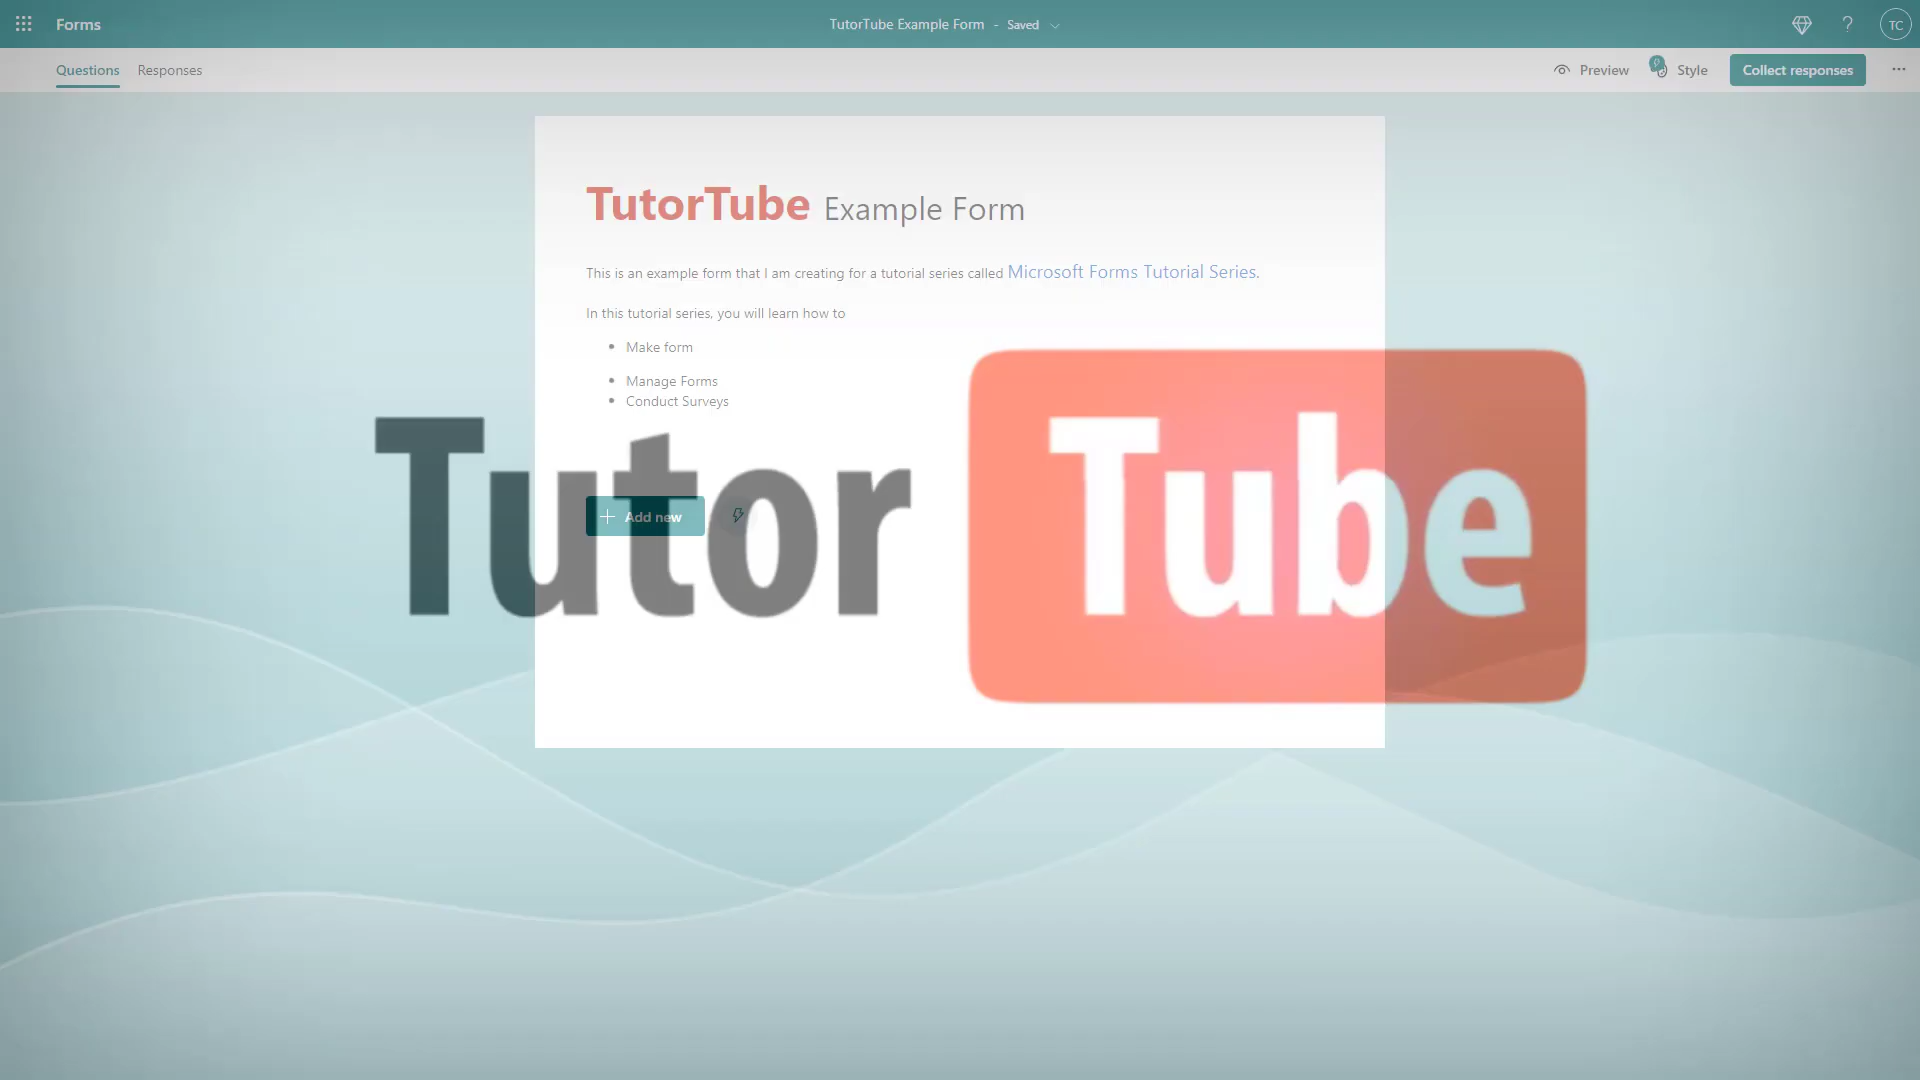 Forms
TutorTube Example Form - Saved
TC
Questions Responses
Preview Style Collect responses
TutorTube Example Form
This is an example form that I am creating for a tutorial series called Microsoft Forms Tutorial Series.
In this tutorial series, you will learn how to
Make form
Manage Forms
Conduct Surveys
Add new
Tutor Tube